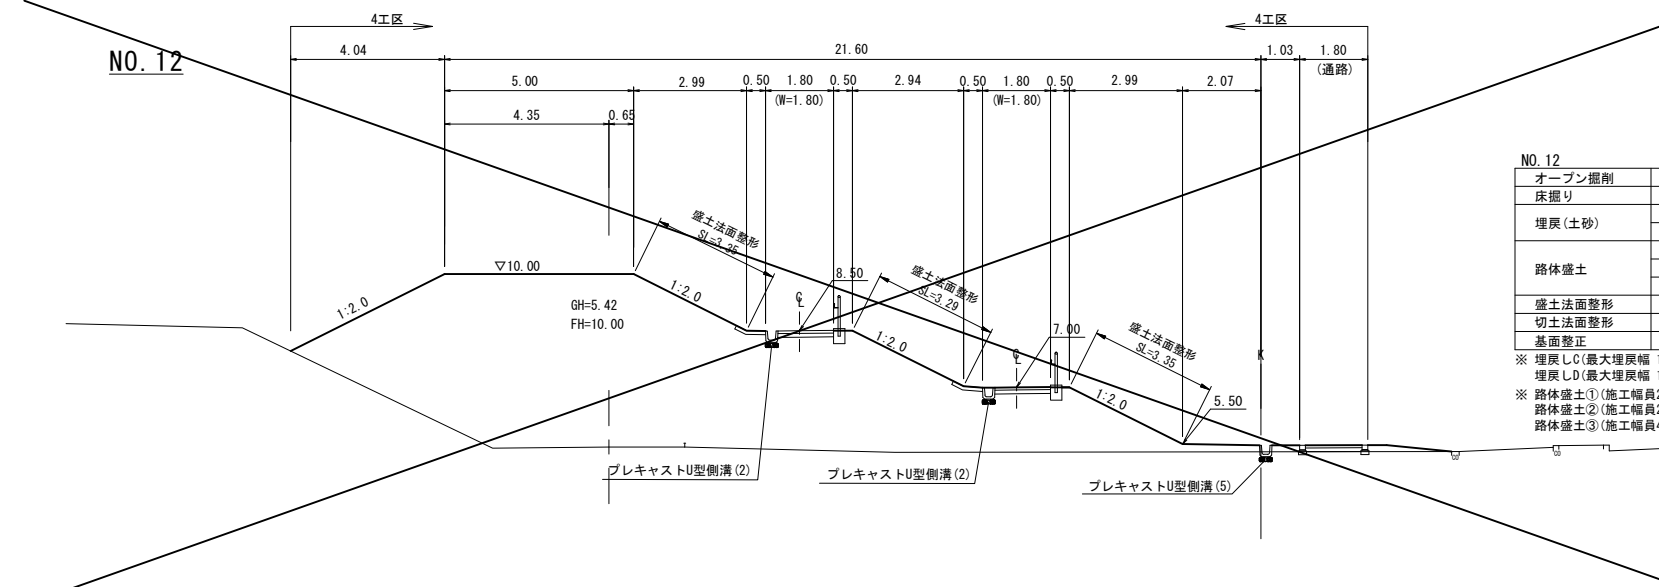 4工区
4工区
NO. 12
4.04
21.60
1.03
1.80
(通路)
5.00
2.99
0.50
1.80
0.50
2.94
0.50
1.80
0.50
2.99
2.07
(W=1.80)
(W=1.80)
4.35
0.65
NO. 12
オープン掘削
床掘り
埋戻(土砂)
路体盛土
盛土法面整形
切土法面整形
基面整正
※ 埋戻しC(最大埋戻幅 1
埋戻しD(最大埋戻幅 1
※ 路体盛土①(施工幅員2
路体盛土②(施工幅員2
路体盛土③(施工幅員4
盛土法面整形
SL=3.35
盛土法面整形
SL=3.29
盛土法面整形
SL=3.35
▽10.00
8.50
7.00
5.50
1:2.0
1:2.0
1:2.0
1:2.0
GH=5.42
FH=10.00
CL
CL
K
プレキャストU型側溝(2)
プレキャストU型側溝(2)
プレキャストU型側溝(5)